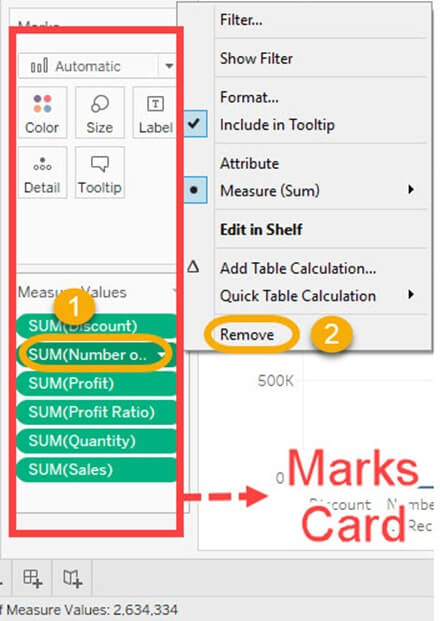 Marks
Automatic
Color
Size
Label
Detail
Tooltip
Filter...
Show Filter
Format...
Include in Tooltip
Attribute
Measure (Sum)
Edit in Shelf
Add Table Calculation...
Quick Table Calculation
Remove
2
1
Measure Values
SUM(Discount)
SUM(Number o..
SUM(Profit)
SUM(Profit Ratio)
SUM(Quantity)
SUM(Sales)
500K
0
Discount
Marks
Card
f Measure Values: 2,634,334